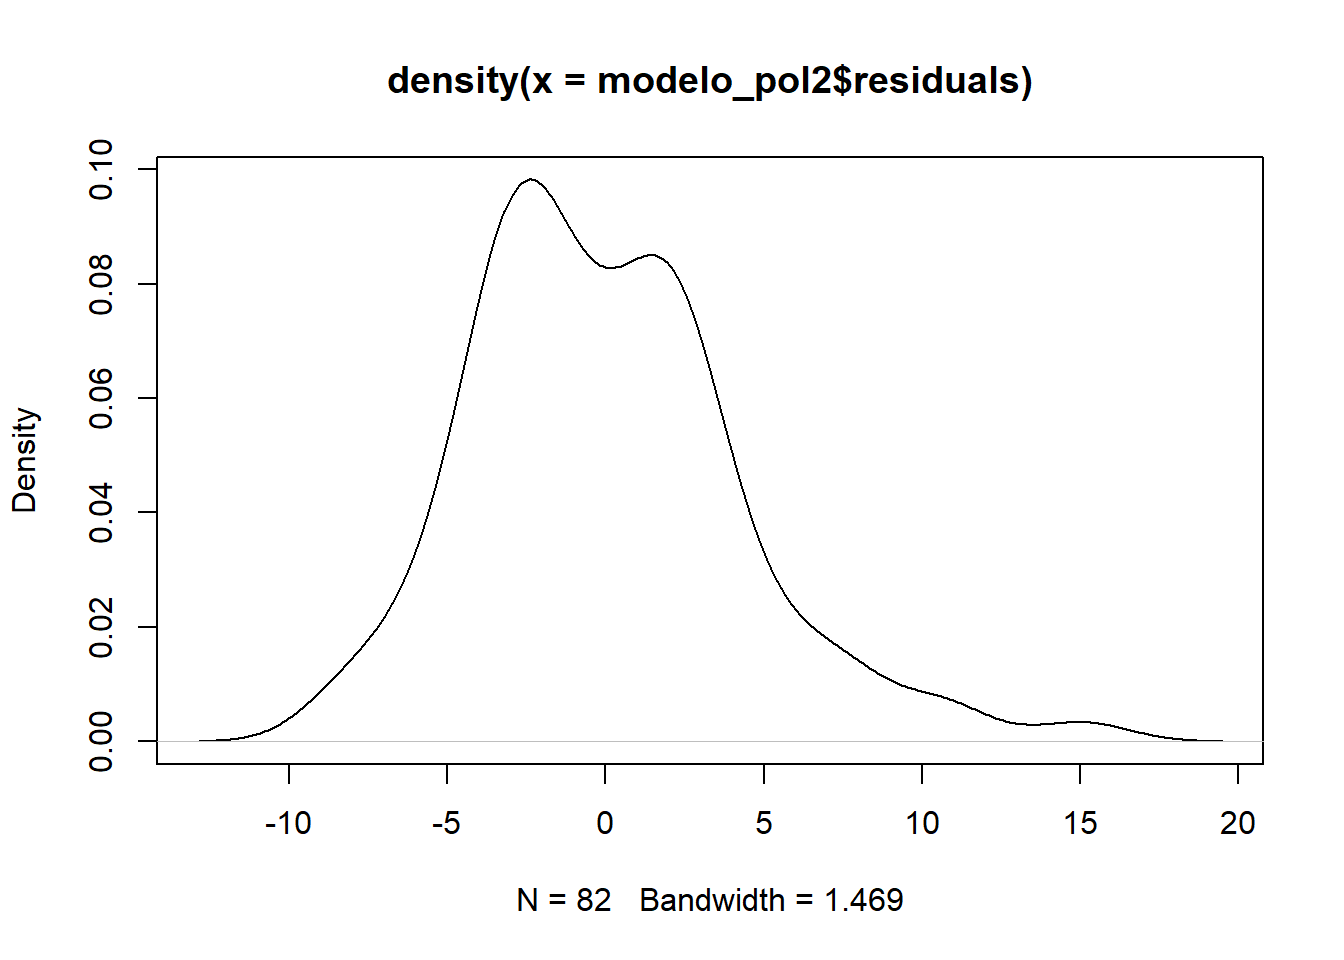 density(x = modelo_pol2$residuals)
Density
0.10
0.08
0.06
0.04
0.02
0.00
-10 -5 0 5 10 15 20
N = 82 Bandwidth = 1.469